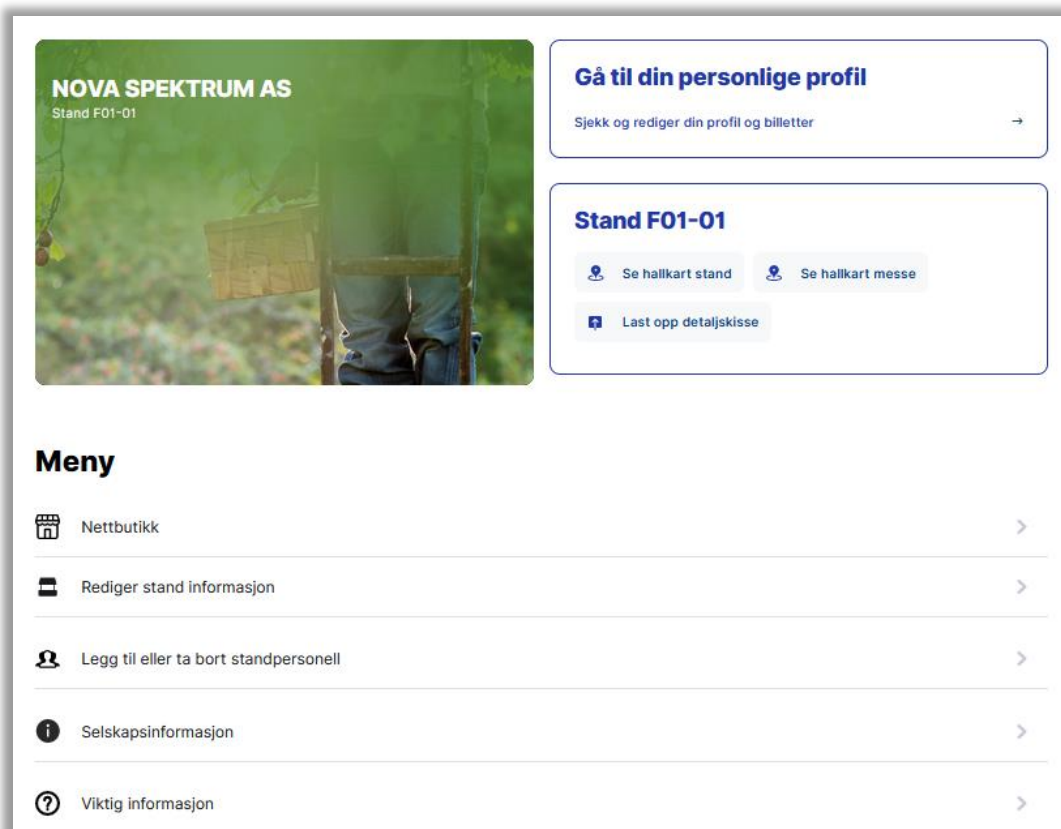 NOVA SPEKTRUM AS
Stand F01-01
Gå til din personlige profil
Sjekk og rediger din profil og billetter
Stand F01-01
Se hallkart stand
Se hallkart messe
Last opp detaljskisse
Meny
Nettbutikk
Rediger stand informasjon
Legg til eller ta bort standpersonell
Selskapsinformasjon
Viktig informasjon